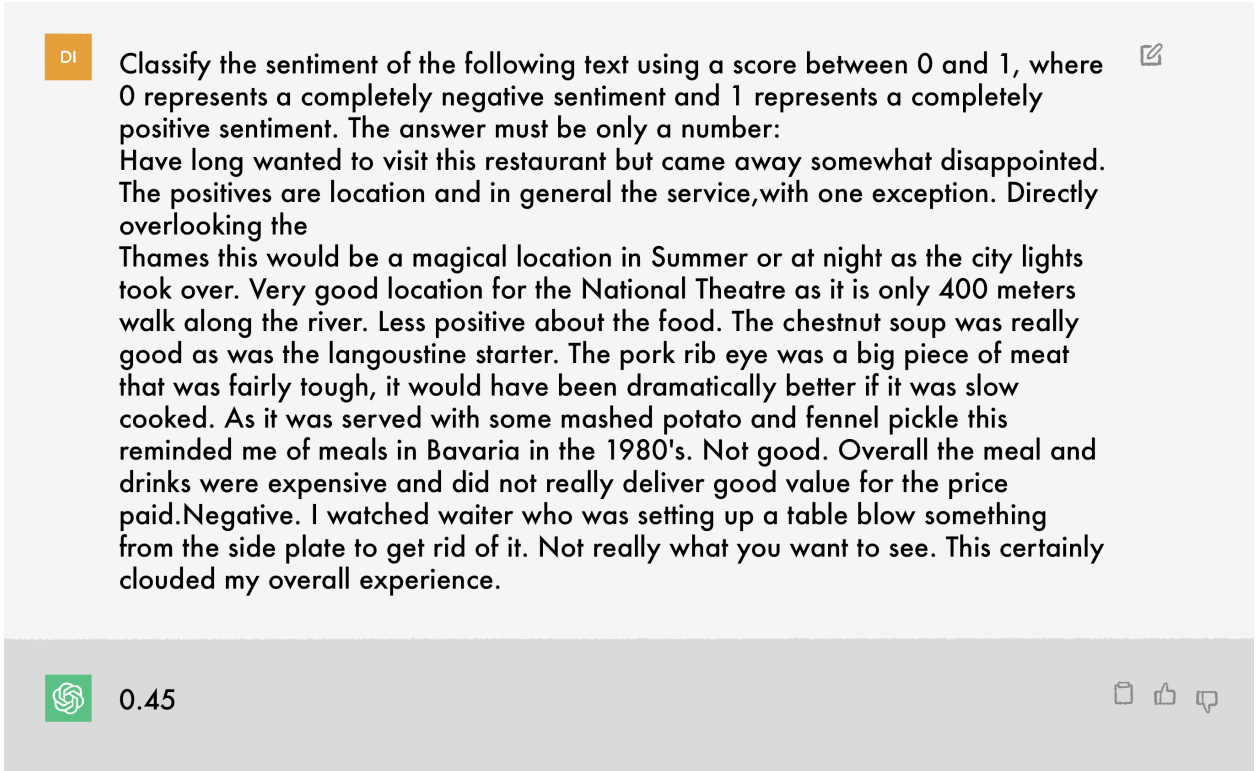 DI
Classify the sentiment of the following text using a score between 0 and 1, where
0 represents a completely negative sentiment and 1 represents a completely
positive sentiment. The answer must be only a number:
Have long wanted to visit this restaurant but came away somewhat disappointed.
The positives are location and in general the service,with one exception. Directly
overlooking the
Thames this would be a magical location in Summer or at night as the city lights
took over. Very good location for the National Theatre as it is only 400 meters
walk along the river. Less positive about the food. The chestnut soup was really
good as was the langoustine starter. The pork rib eye was a big piece of meat
that was fairly tough, it would have been dramatically better if it was slow
cooked. As it was served with some mashed potato and fennel pickle this
reminded me of meals in Bavaria in the 1980's. Not good. Overall the meal and
drinks were expensive and did not really deliver good value for the price
paid.Negative. I watched waiter who was setting up a table blow something
from the side plate to get rid of it. Not really what you want to see. This certainly
clouded my overall experience.
0.45